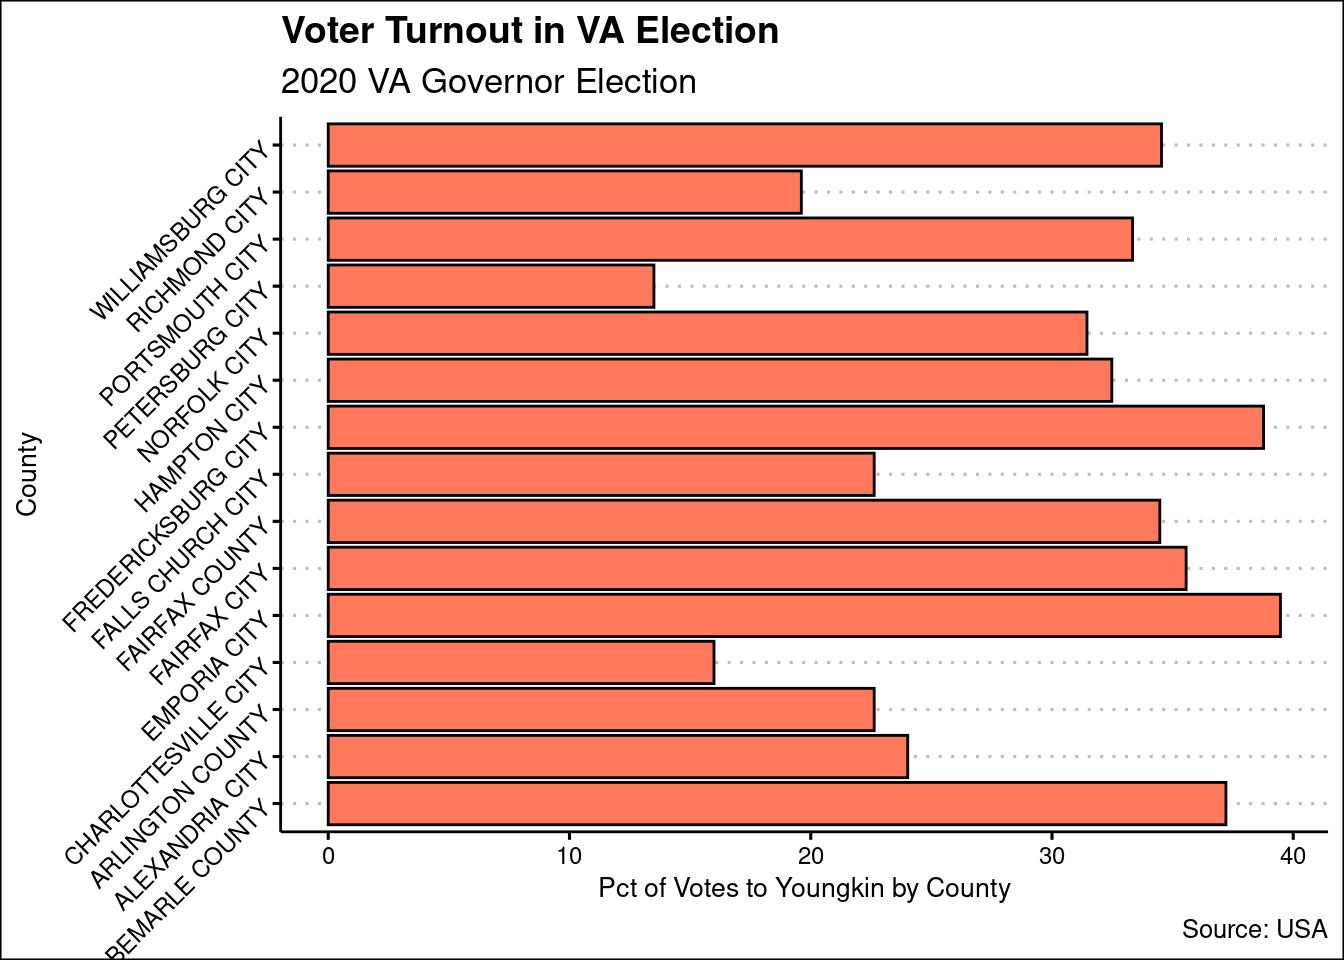 Voter Turnout in VA Election
2020 VA Governor Election
WILLIAMSBURG CITY
RICHMOND CITY
PORTSMOUTH CITY
PETERSBURG CITY
NORFOLK CITY
HAMPTON CITY
FREDERICKSBURG CITY
FALLS CHURCH CITY
FAIRFAX COUNTY
FAIRFAX CITY
EMPORIA CITY
CHARLOTTESVILLE CITY
ARLINGTON COUNTY
ALEXANDRIA CITY
BEMARLE COUNTY
County
0 10 20 30 40
Pct of Votes to Youngkin by County
Source: USA